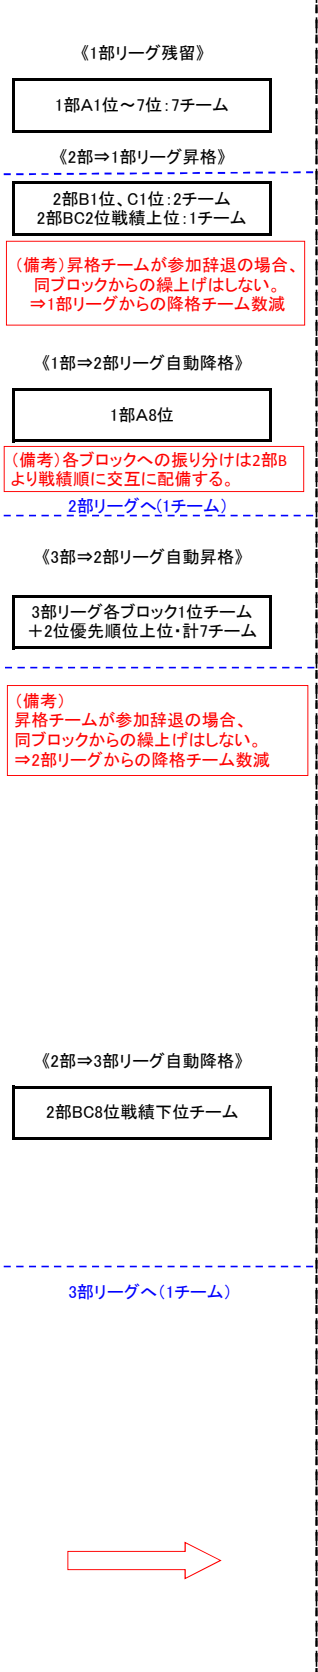 《1部リーグ残留》
1部A1位～7位：7チーム
《2部⇒1部リーグ昇格》
2部B1位、C1位：2チーム
2部BC2位戦績上位：1チーム
（備考）昇格チームが参加辞退の場合、
同ブロックからの繰上げはしない。
⇒1部リーグからの降格チーム数減
《1部⇒2部リーグ自動降格》
1部A8位
（備考）各ブロックへの振り分けは2部B
より戦績順に交互に配備する。
2部リーグへ(1チーム)
《3部⇒2部リーグ自動昇格》
3部リーグ各ブロック1位チーム
＋2位優先順位上位・計7チーム
（備考）
昇格チームが参加辞退の場合、
同ブロックからの繰上げはしない。
⇒2部リーグからの降格チーム数減
《2部⇒3部リーグ自動降格》
2部BC8位戦績下位チーム
3部リーグへ（1チーム）